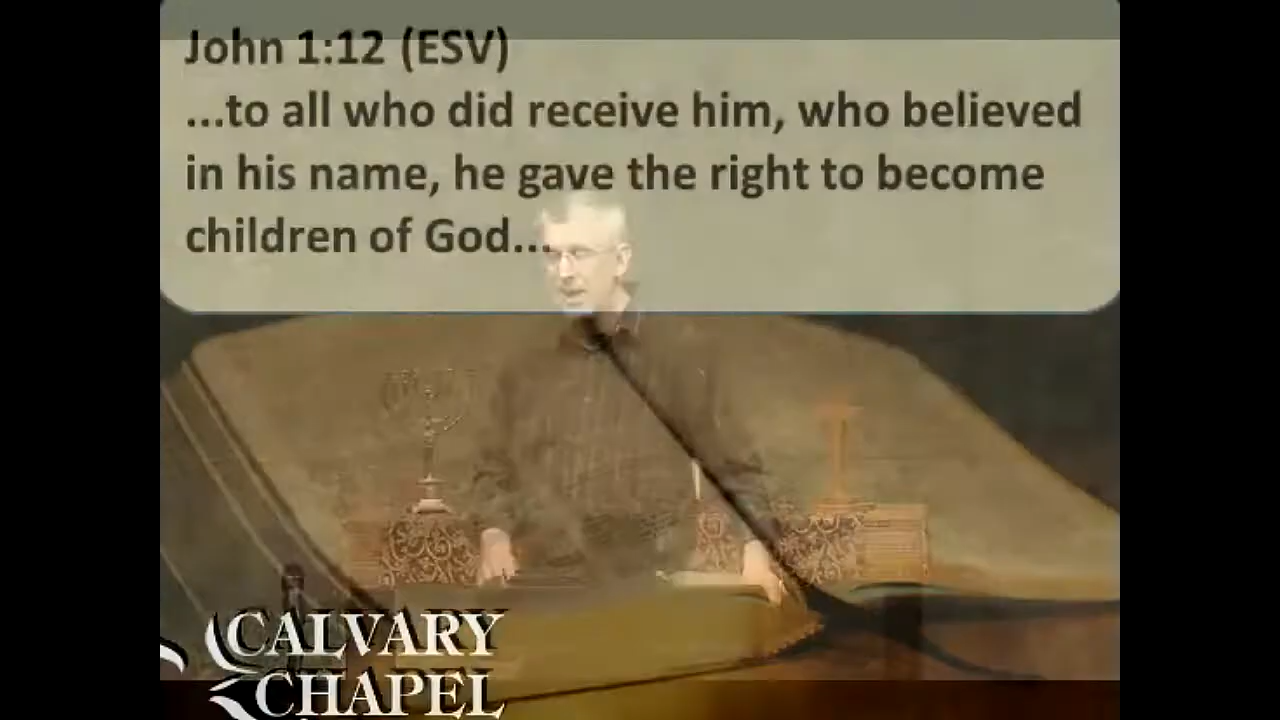 John 1:12 (ESV)
...to all who did receive him, who believed
in his name, he gave the right to become
children of God...
CALVARY
CHAPEL